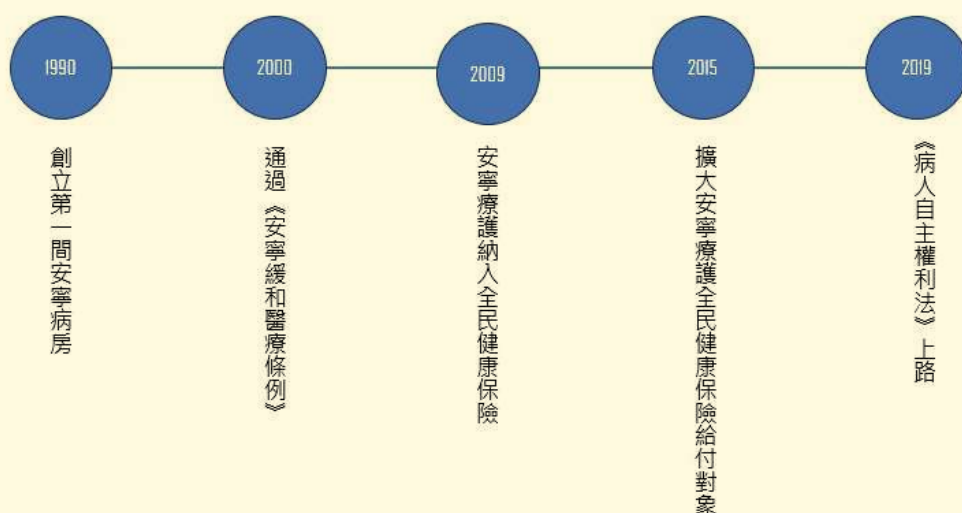 1990
創立第一間安寧病房
2000
通過《安寧緩和醫療條例》
2009
安寧療護納入全民健康保險
2015
擴大安寧療護全民健康保險給付對象
2019
《病人自主權利法》上路